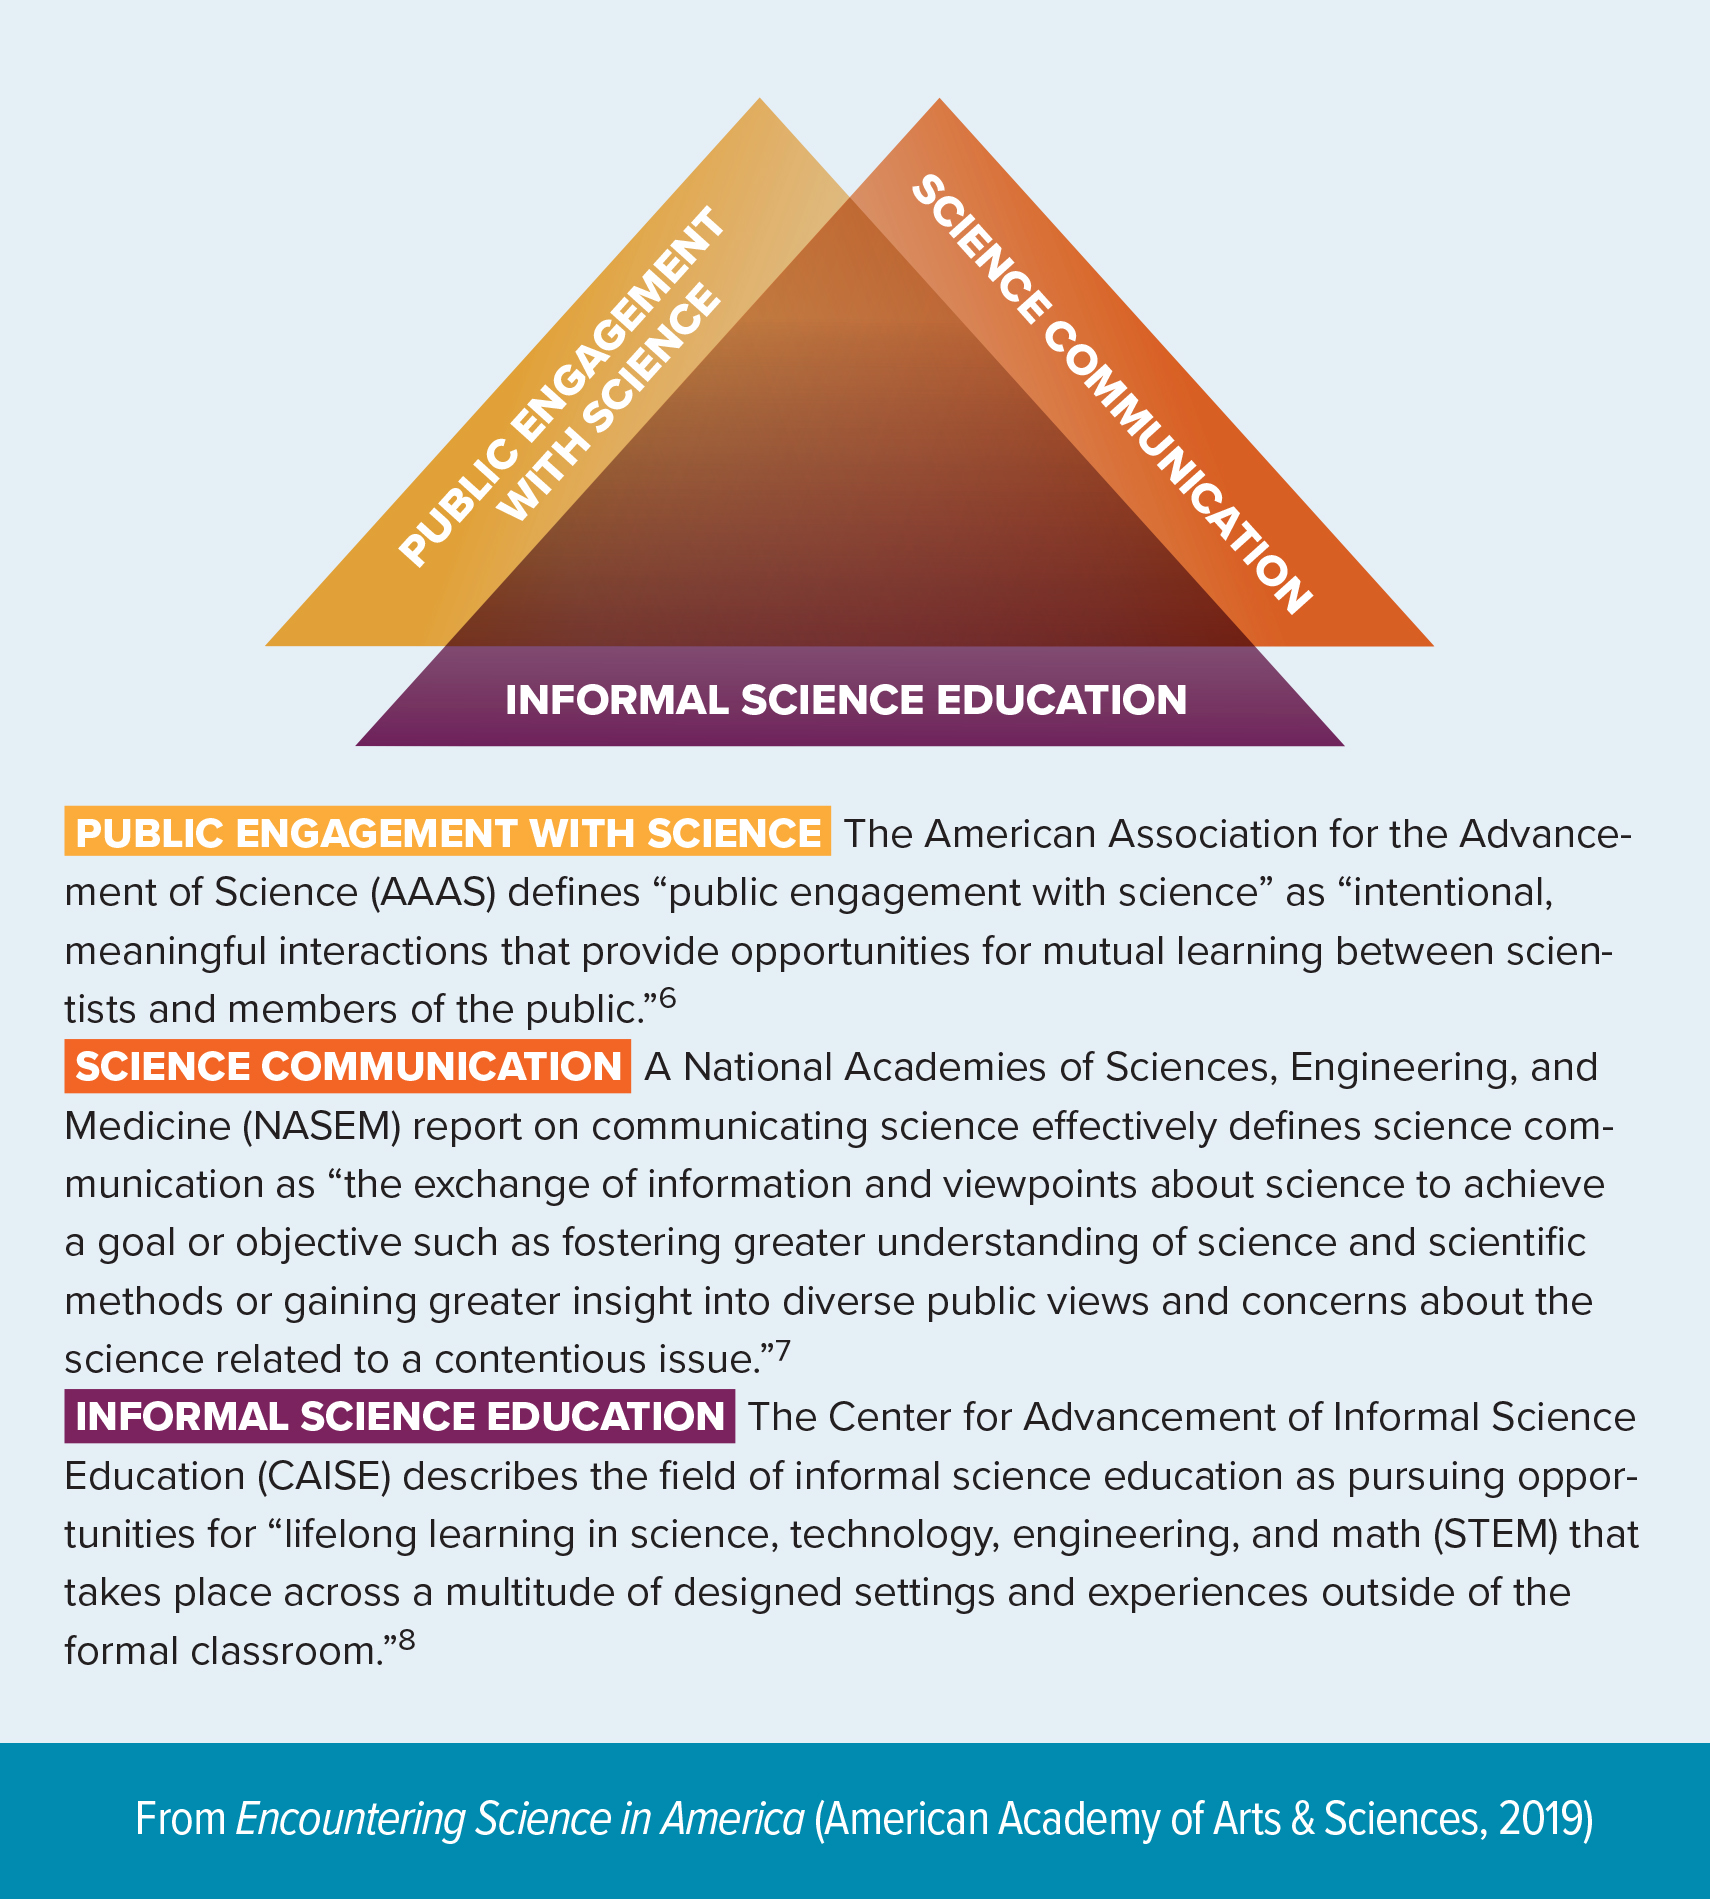 PUBLIC ENGAGEMENT
WITH SCIENCE
SCIENCE COMMUNICATION
INFORMAL SCIENCE EDUCATION
PUBLIC ENGAGEMENT WITH SCIENCE The American Association for the Advance-
ment of Science (AAAS) defines “public engagement with science” as “intentional,
meaningful interactions that provide opportunities for mutual learning between scien-
tists and members of the public.”6
SCIENCE COMMUNICATION A National Academies of Sciences, Engineering, and
Medicine (NASEM) report on communicating science effectively defines science com-
munication as “the exchange of information and viewpoints about science to achieve
a goal or objective such as fostering greater understanding of science and scientific
methods or gaining greater insight into diverse public views and concerns about the
science related to a contentious issue.”7
INFORMAL SCIENCE EDUCATION The Center for Advancement of Informal Science
Education (CAISE) describes the field of informal science education as pursuing oppor-
tunities for “lifelong learning in science, technology, engineering, and math (STEM) that
takes place across a multitude of designed settings and experiences outside of the
formal classroom.”8
From Encountering Science in America (American Academy of Arts & Sciences, 2019)